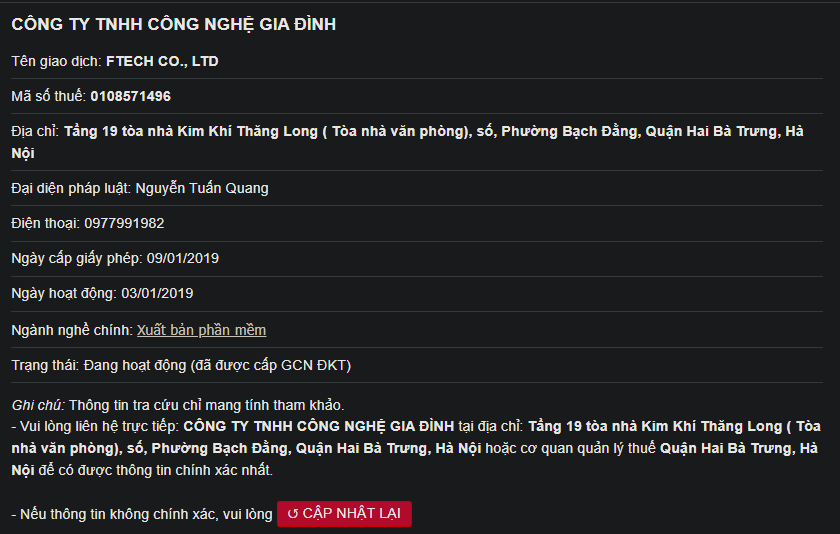 CÔNG TY TNHH CÔNG NGHỆ GIA ĐÌNH
Tên giao dịch: FTECH CO., LTD
Mã số thuế: 0108571496
Địa chỉ: Tầng 19 tòa nhà Kim Khí Thăng Long ( Tòa nhà văn phòng), số, Phường Bạch Đằng, Quận Hai Bà Trưng, Hà
Nội
Đại diện pháp luật: Nguyễn Tuấn Quang
Điện thoại: 0977991982
Ngày cấp giấy phép: 09/01/2019
Ngày hoạt động: 03/01/2019
Ngành nghề chính: Xuất bản phần mềm
Trạng thái: Đang hoạt động (đã được cấp GCN ĐKT)
Ghi chú: Thông tin tra cứu chỉ mang tính tham khảo.
- Vui lòng liên hệ trực tiếp: CÔNG TY TNHH CÔNG NGHỆ GIA ĐÌNH tại địa chỉ: Tầng 19 tòa nhà Kim Khí Thăng Long ( Tòa
nhà văn phòng), số, Phường Bạch Đằng, Quận Hai Bà Trưng, Hà Nội hoặc cơ quan quản lý thuế Quận Hai Bà Trưng, Hà
Nội để có được thông tin chính xác nhất.
- Nếu thông tin không chính xác, vui lòng ↺ CẬP NHẬT LẠI